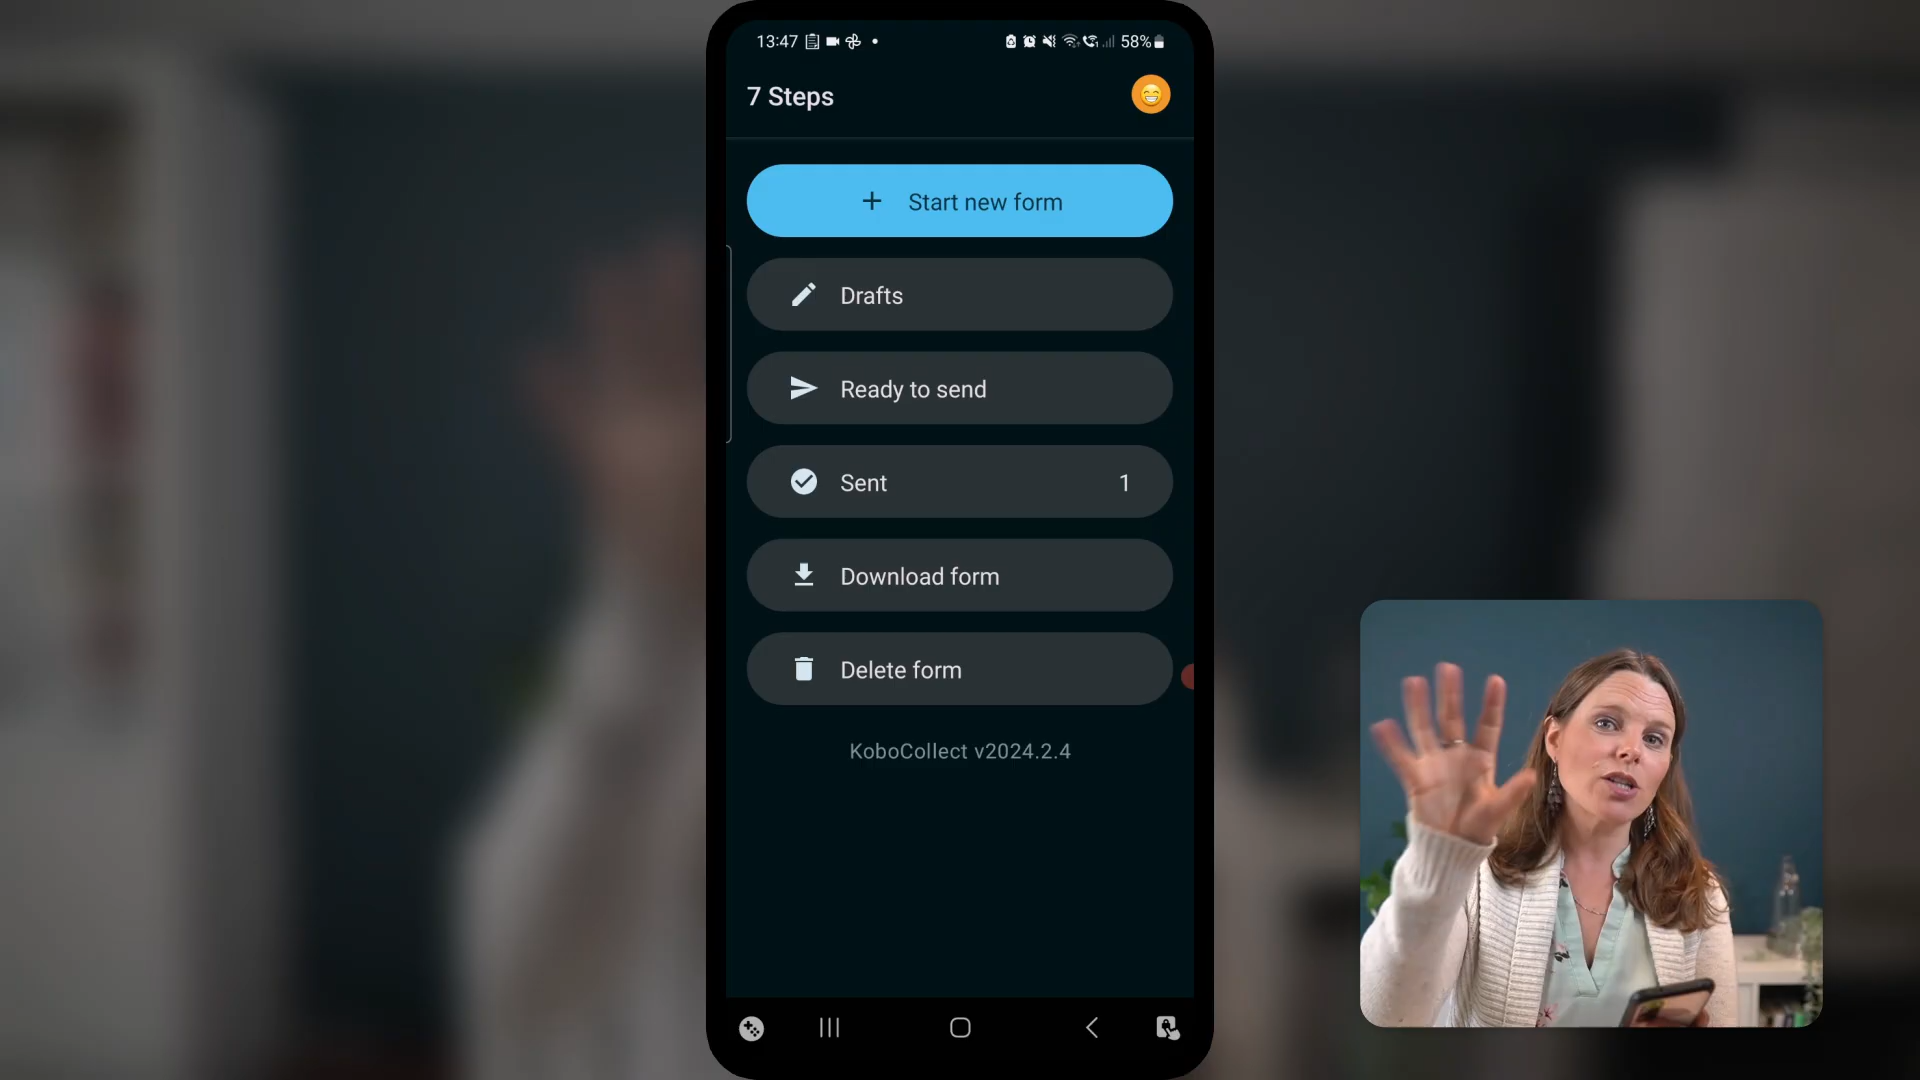 13:47
58%
7 Steps
Start new form
Drafts
Ready to send
Sent 1
Download form
Delete form
KoboCollect v2024.2.4